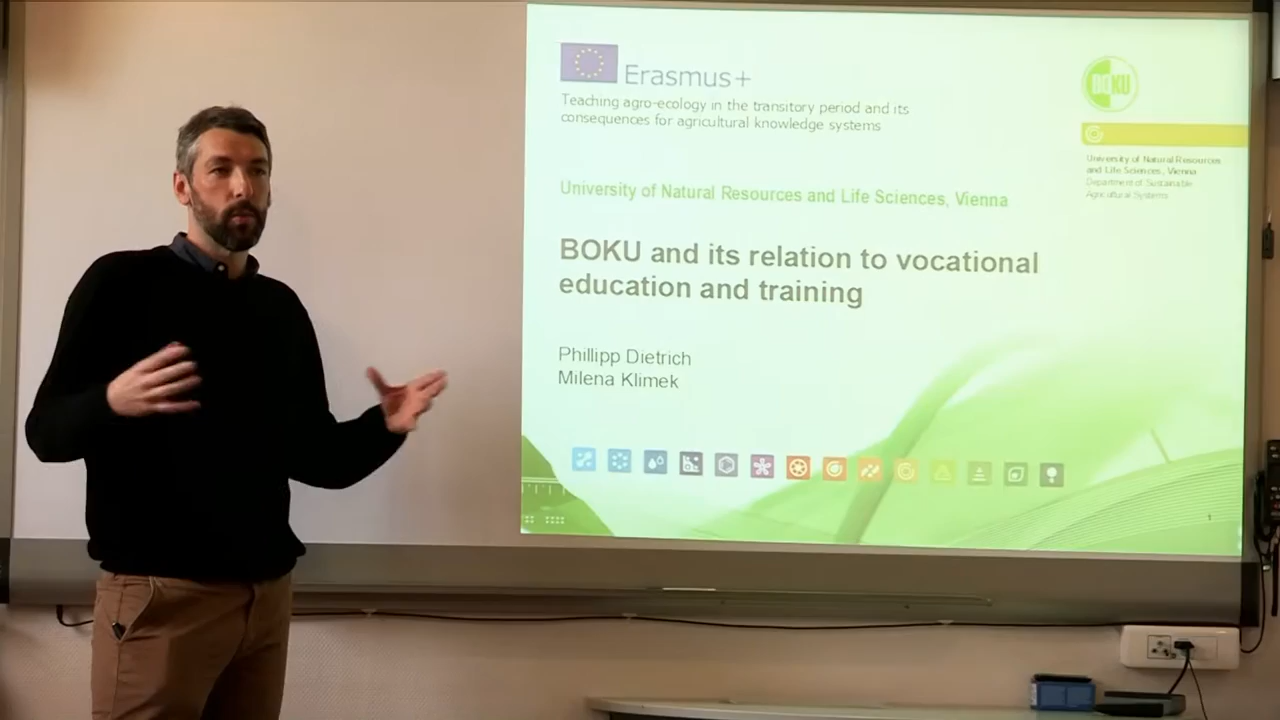 Erasmus+
Teaching agro-ecology in the transitory period and its
consequences for agricultural knowledge systems
BOKU
University of Natural Resources
and Life Sciences, Vienna
Department of Sustainable
Agricultural Systems
University of Natural Resources and Life Sciences, Vienna
BOKU and its relation to vocational
education and training
Phillipp Dietrich
Milena Klimek